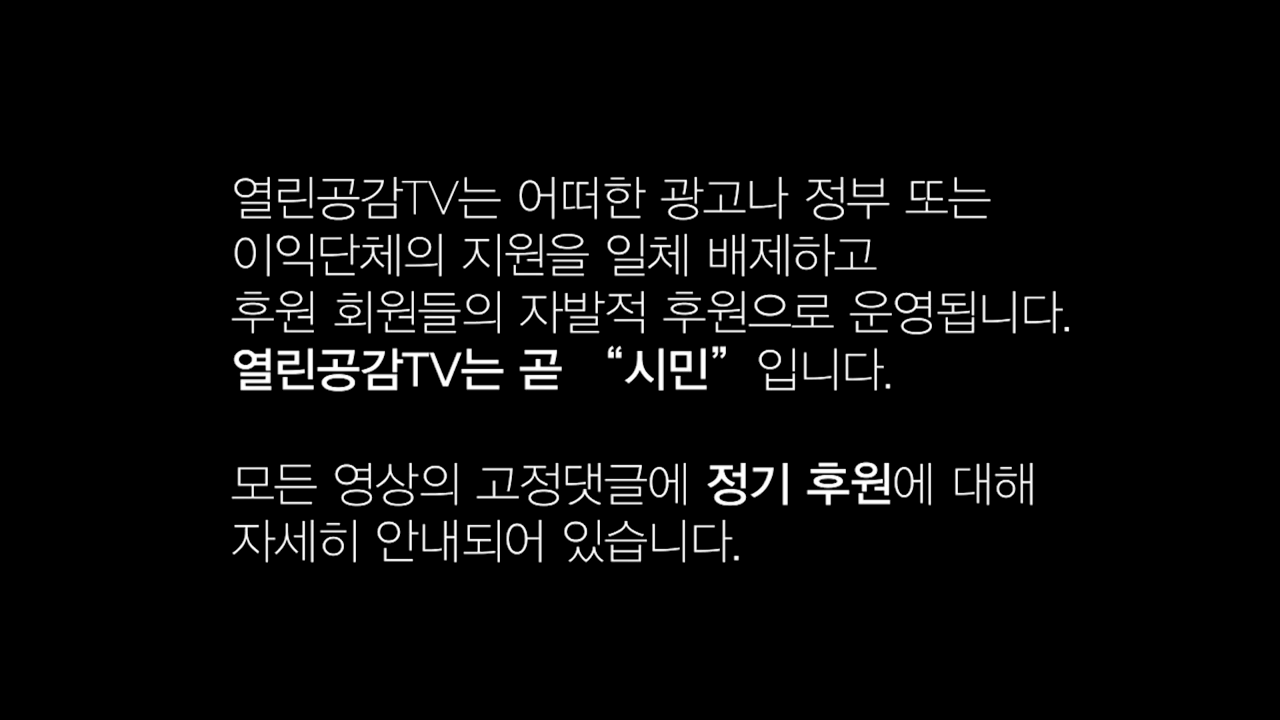 열린공감TV는 어떠한 광고나 정부 또는
이익단체의 지원을 일체 배제하고
후원 회원들의 자발적 후원으로 운영됩니다.
열린공감TV는 곧 “시민” 입니다.
모든 영상의 고정댓글에 정기 후원에 대해
자세히 안내되어 있습니다.